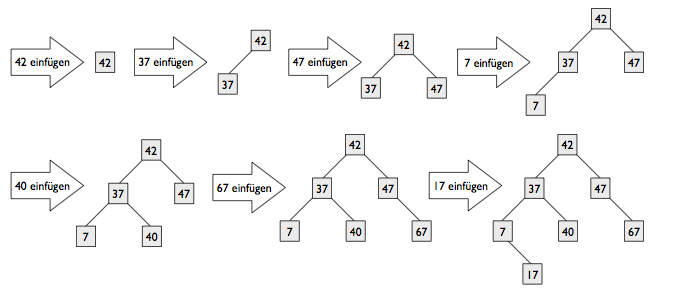 42 einfügen
42
37 einfügen
42
37
47 einfügen
42
37 47
7 einfügen
42
37 47
7
40 einfügen
42
37 47
7 40
67 einfügen
42
37 47
7 40 67
17 einfügen
42
37 47
7 40 67
17